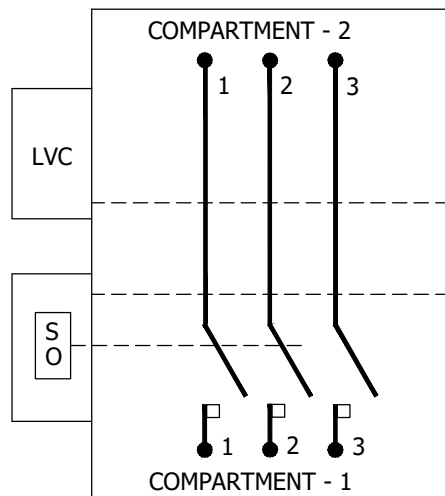 COMPARTMENT - 2
1 2 3
LVC
S
O
1 2 3
COMPARTMENT - 1